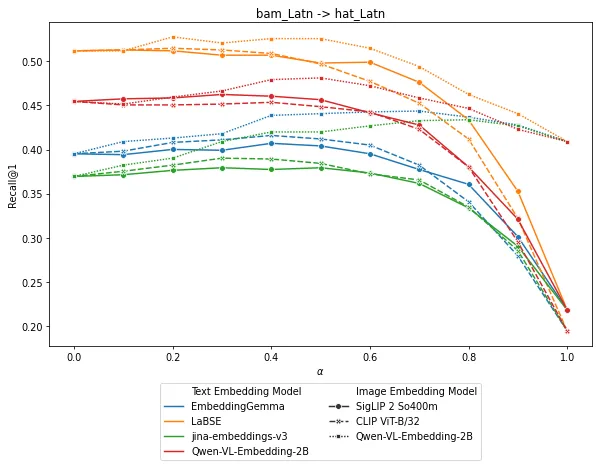 bam_Latn -> hat_Latn
Recall@1
0.50
0.45
0.40
0.35
0.30
0.25
0.20
0.0 0.2 0.4 0.6 0.8 1.0
α
Text Embedding Model Image Embedding Model
EmbeddingGemma SigLIP 2 So400m
LaBSE CLIP ViT-B/32
jina-embeddings-v3 Qwen-VL-Embedding-2B
Qwen-VL-Embedding-2B